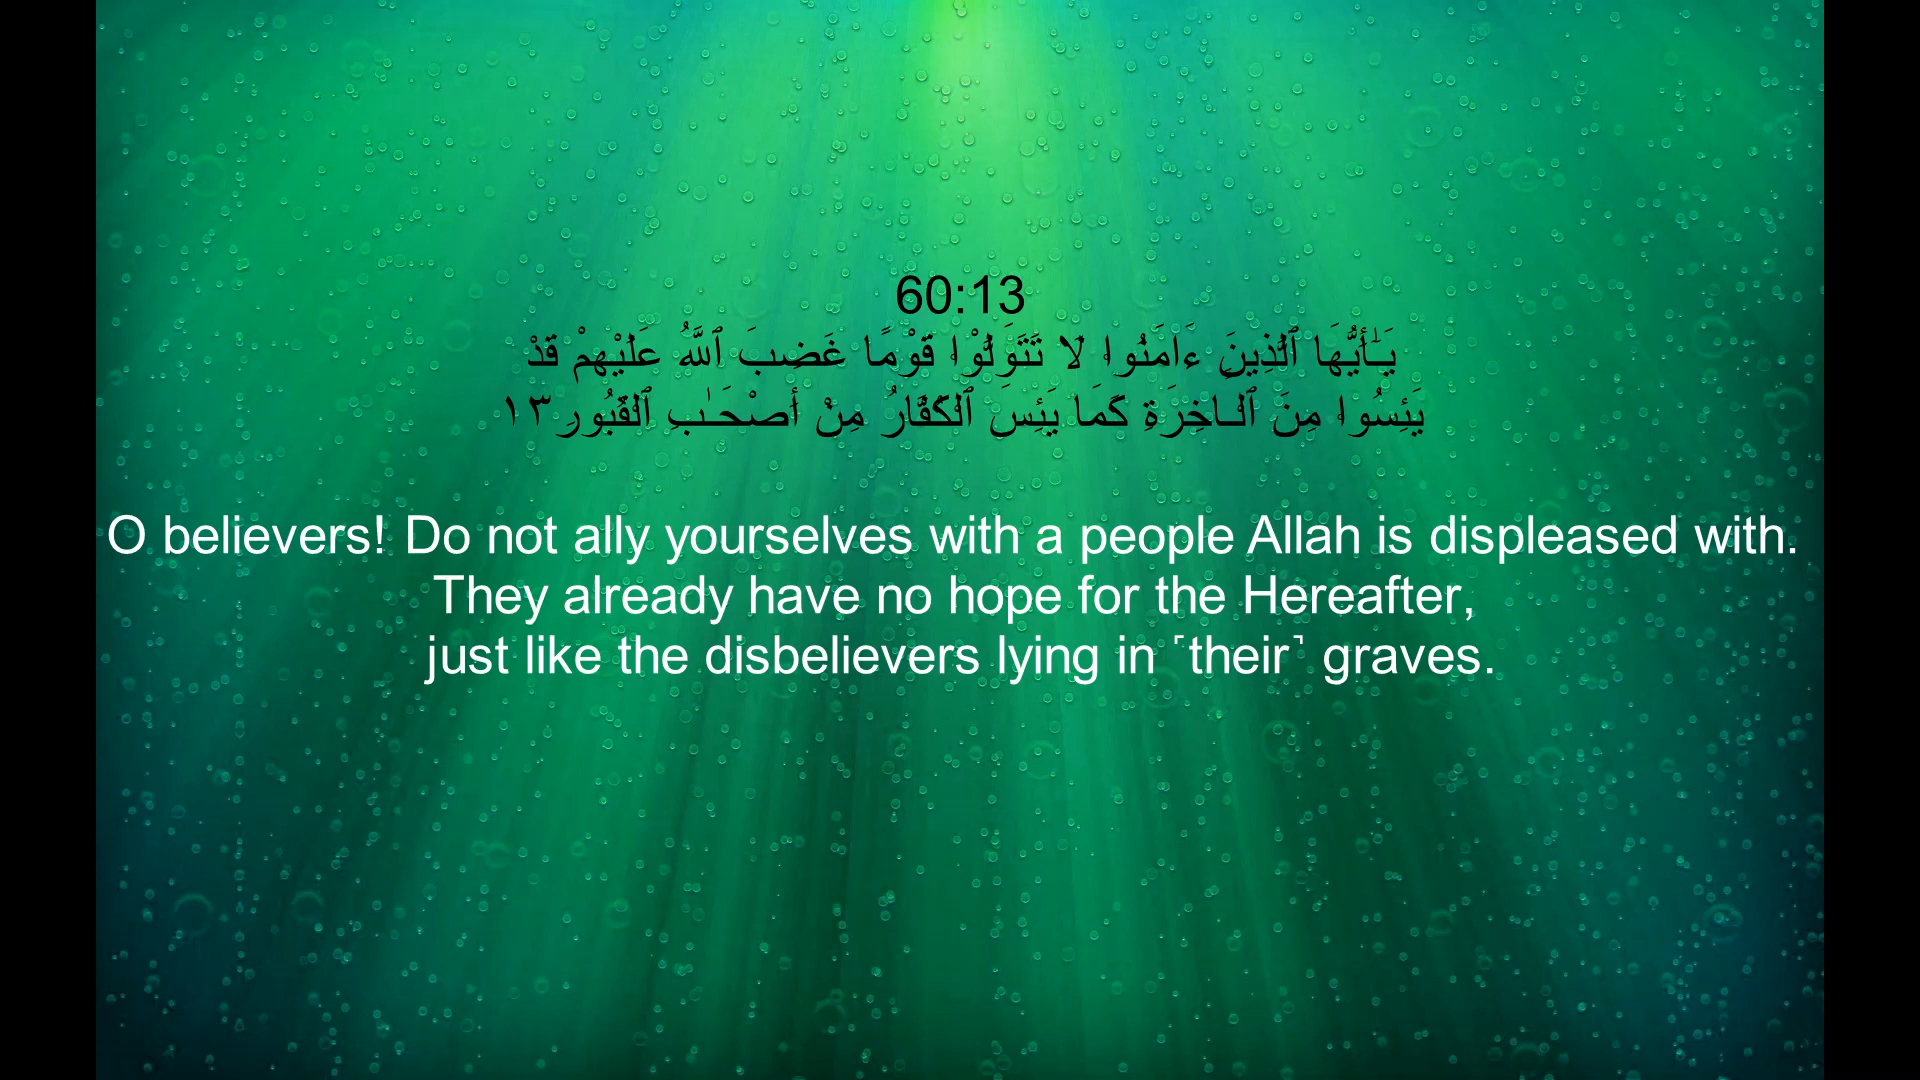 60:13
يَـٰٓأَيُّهَا ٱلَّذِينَ ءَامَنُوا۟ لَا تَتَوَلَّوْا۟ قَوْمًا غَضِبَ ٱللَّهُ عَلَيْهِمْ قَدْ
يَئِسُوا۟ مِنَ ٱلْـَٔاخِرَةِ كَمَا يَئِسَ ٱلْكُفَّارُ مِنْ أَصْحَـٰبِ ٱلْقُبُورِ ١٣
O believers! Do not ally yourselves with a people Allah is displeased with.
They already have no hope for the Hereafter,
just like the disbelievers lying in ˹their˺ graves.